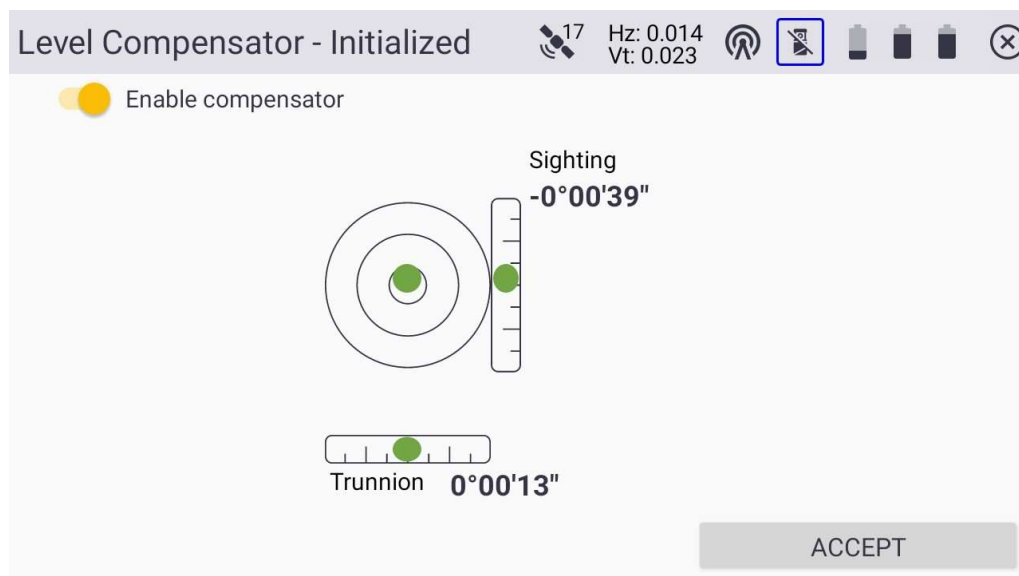 Level Compensator - Initialized
17
Hz: 0.014
Vt: 0.023
Enable compensator
Sighting
-0°00'39"
Trunnion 0°00'13"
ACCEPT